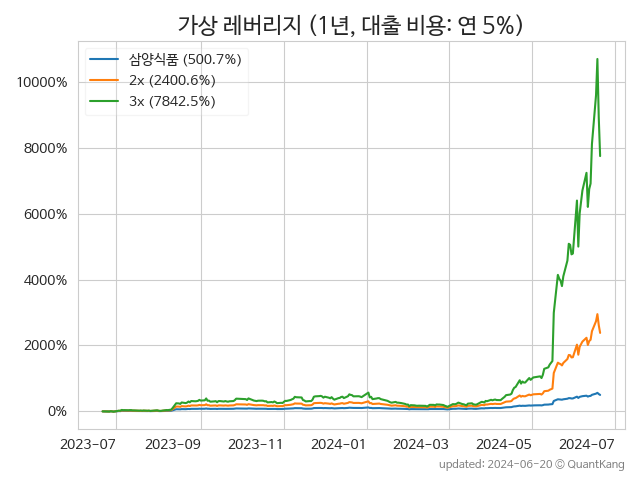 가상 레버리지 (1년, 대출 비용: 연 5%)
삼양식품 (500.7%)
2x (2400.6%)
3x (7842.5%)
10000%
8000%
6000%
4000%
2000%
0%
2023-07 2023-09 2023-11 2024-01 2024-03 2024-05 2024-07
updated: 2024-06-20 © QuantKang